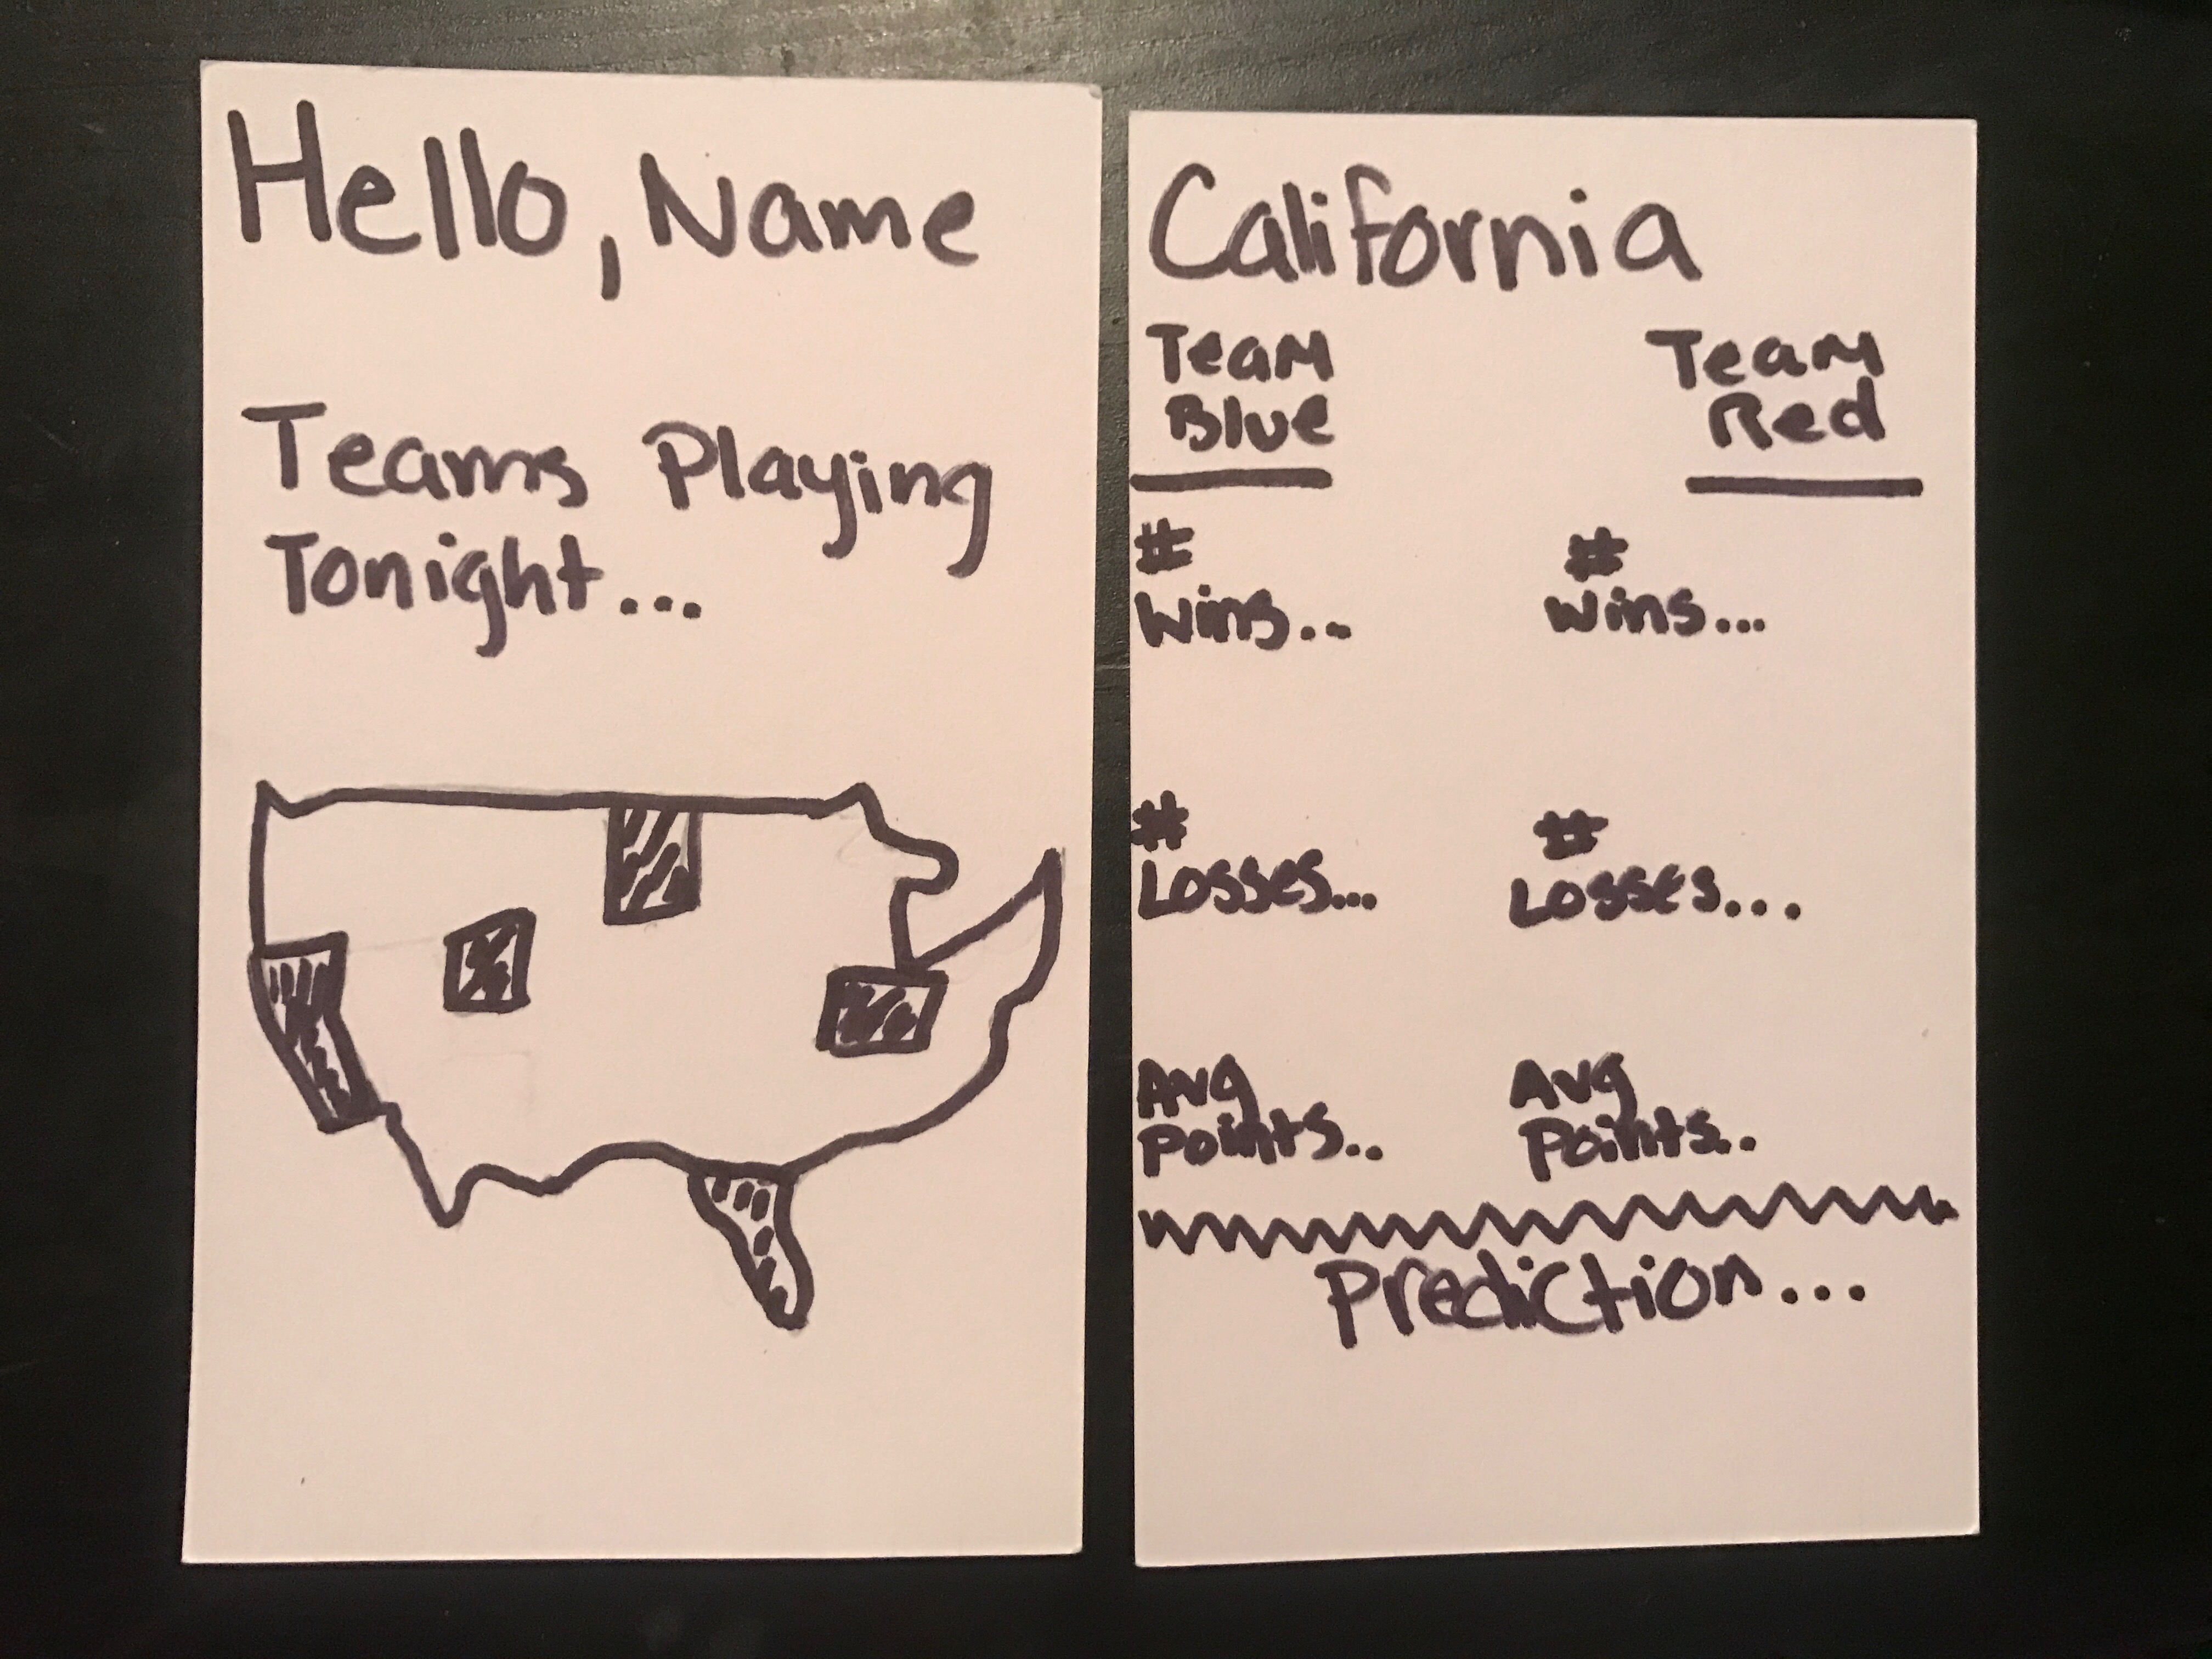 Hello, Name
Teams Playing
Tonight...
California
Team
Blue
Team
Red
#
Wins...
#
Wins...
#
Losses...
#
Losses...
Avg
Points..
Avg
Points..
Prediction...